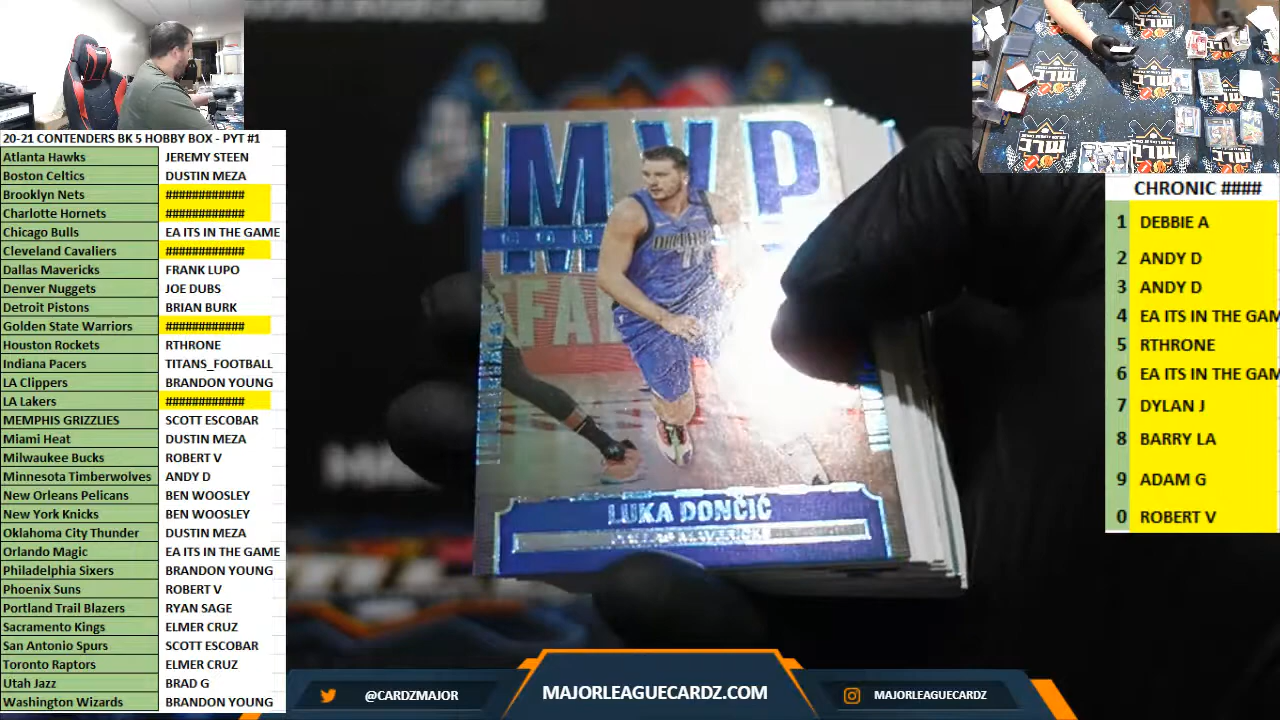 20-21 CONTENDERS BK 5 HOBBY BOX - PYT #1
Atlanta Hawks JEREMY STEEN
Boston Celtics DUSTIN MEZA
Brooklyn Nets ############
Charlotte Hornets ############
Chicago Bulls EA ITS IN THE GAME
Cleveland Cavaliers ############
Dallas Mavericks FRANK LUPO
Denver Nuggets JOE DUBS
Detroit Pistons BRIAN BURK
Golden State Warriors ############
Houston Rockets RTHRONE
Indiana Pacers TITANS_FOOTBALL
LA Clippers BRANDON YOUNG
LA Lakers ############
MEMPHIS GRIZZLIES SCOTT ESCOBAR
Miami Heat DUSTIN MEZA
Milwaukee Bucks ROBERT V
Minnesota Timberwolves ANDY D
New Orleans Pelicans BEN WOOSLEY
New York Knicks BEN WOOSLEY
Oklahoma City Thunder DUSTIN MEZA
Orlando Magic EA ITS IN THE GAME
Philadelphia Sixers BRANDON YOUNG
Phoenix Suns ROBERT V
Portland Trail Blazers RYAN SAGE
Sacramento Kings ELMER CRUZ
San Antonio Spurs SCOTT ESCOBAR
Toronto Raptors ELMER CRUZ
Utah Jazz BRAD G
Washington Wizards BRANDON YOUNG
MVP
LUKA DONČIĆ
CHRONIC ####
1 DEBBIE A
2 ANDY D
3 ANDY D
4 EA ITS IN THE GAM
5 RTHRONE
6 EA ITS IN THE GAM
7 DYLAN J
8 BARRY LA
9 ADAM G
0 ROBERT V
@CARDZMAJOR
MAJORLEAGUECARDZ.COM
MAJORLEAGUECARDZ